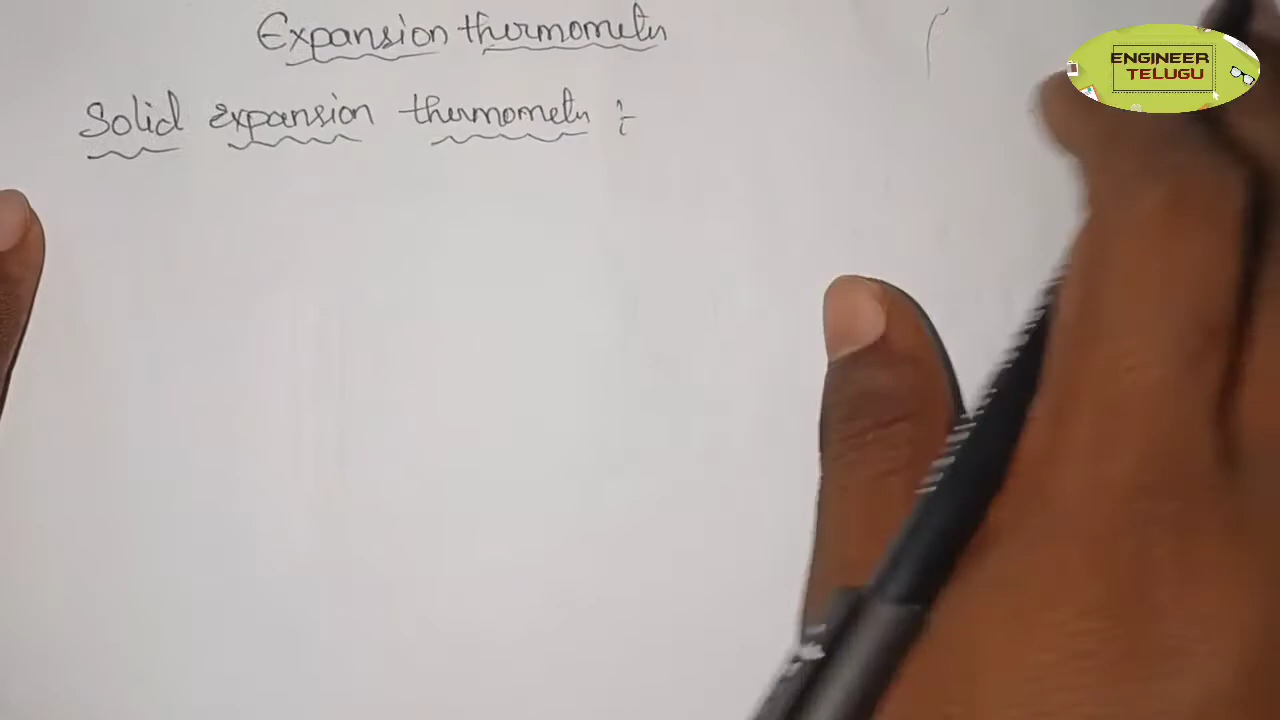 Expansion thermometer
Solid expansion thermometer :-
ENGINEER
TELUGU